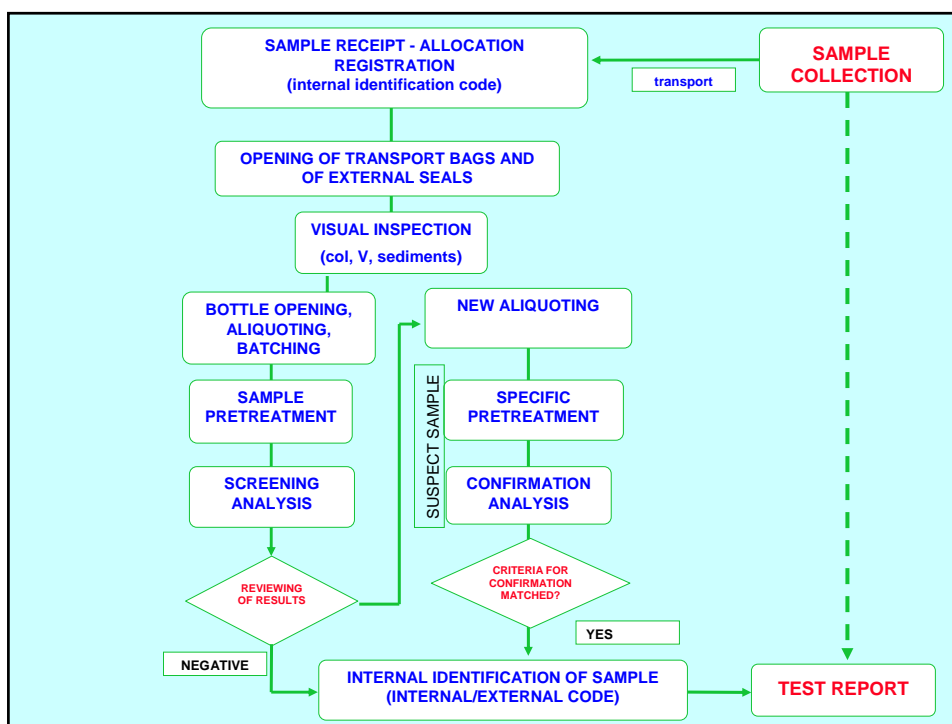 SAMPLE RECEIPT - ALLOCATION
REGISTRATION
(internal identification code)
transport
SAMPLE
COLLECTION
OPENING OF TRANSPORT BAGS AND
of EXTERNAL SEALS
VISUAL INSPECTION
(col, V, sediments)
BOTTLE OPENING,
ALIQUOTING,
BATCHING
NEW ALIQUOTING
SAMPLE
PRETREATMENT
SUSPECT SAMPLE
SPECIFIC
PRETREATMENT
SCREENING
ANALYSIS
CONFIRMATION
ANALYSIS
REVIEWING
OF RESULTS
CRITERIA FOR
CONFIRMATION
MATCHED?
YES
NEGATIVE
INTERNAL IDENTIFICATION OF SAMPLE
(INTERNAL/EXTERNAL CODE)
TEST REPORT